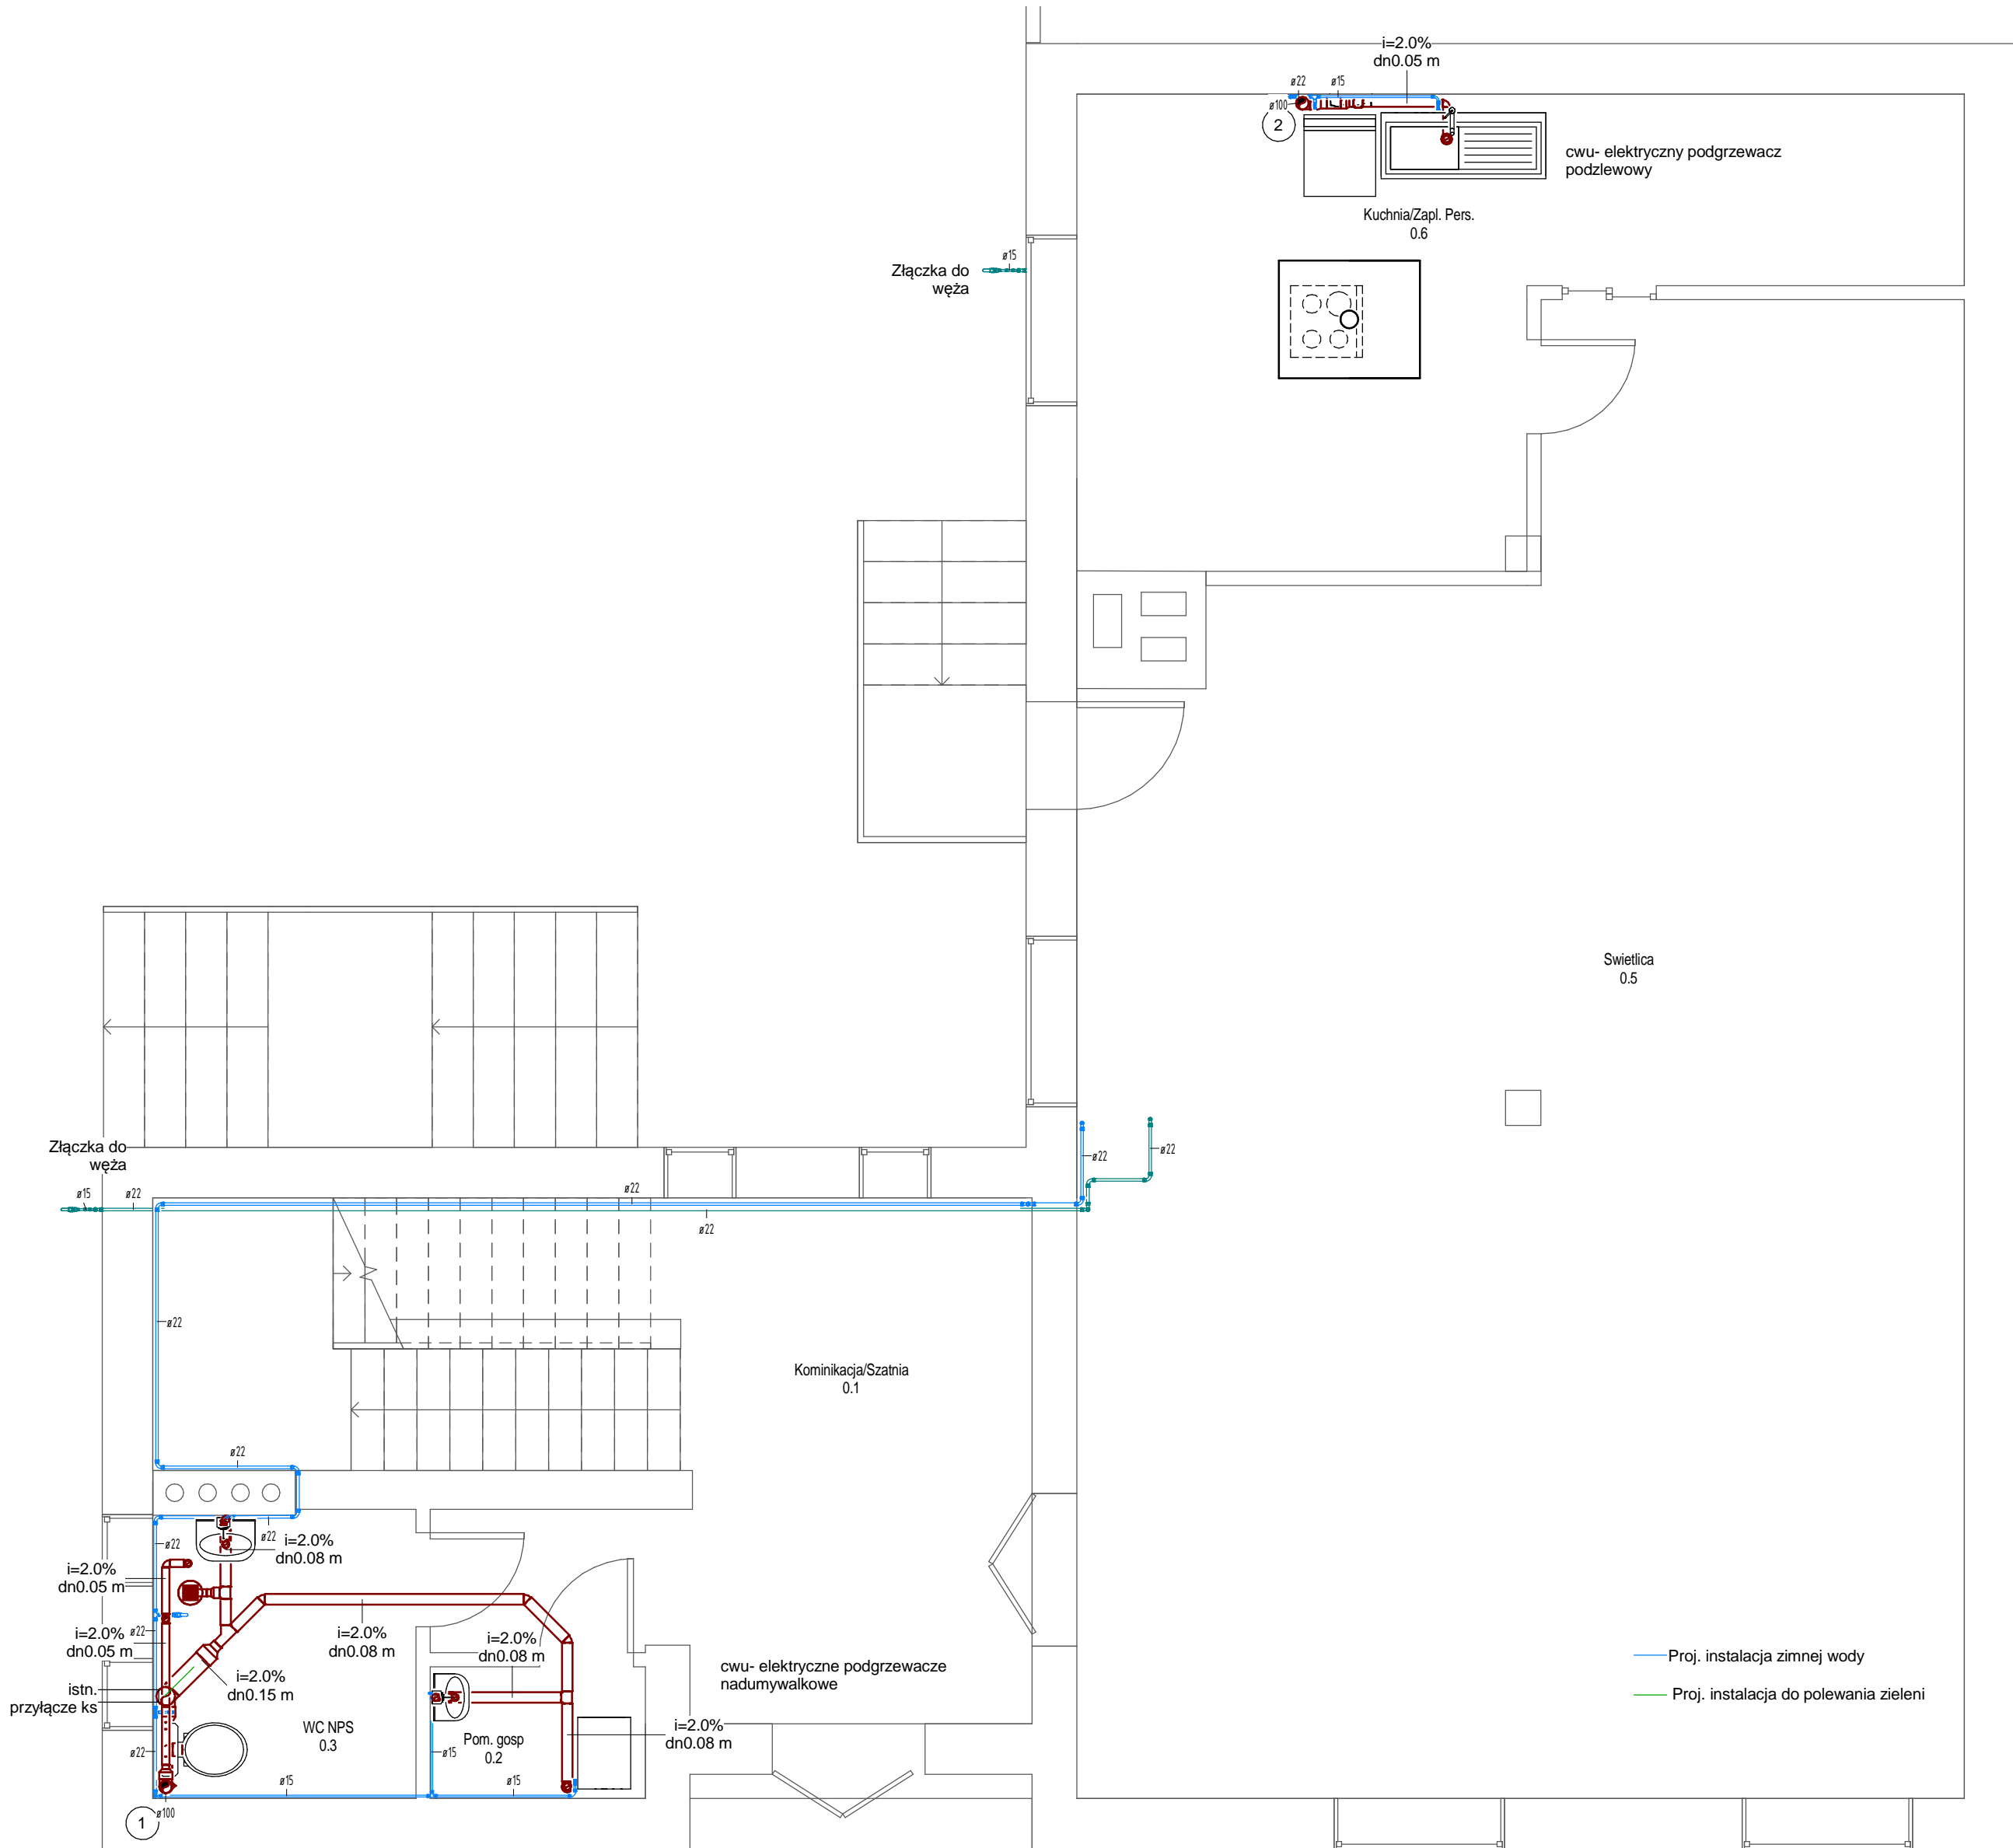 i=2.0%
dn0.05 m
ø22
ø15
ø100
2
cwu- elektryczny podgrzewacz
podzlewowy
Kuchnia/Zapl. Pers.
0.6
ø15
Złączka do
węża
Swietlica
0.5
Złączka do
węża
ø15
ø22
ø22
ø22
ø22
ø22
ø22
Kominikacja/Szatnia
0.1
ø22
ø22
ø22
i=2.0%
dn0.08 m
i=2.0%
dn0.05 m
i=2.0%
dn0.05 m
ø22
i=2.0%
dn0.08 m
i=2.0%
dn0.08 m
i=2.0%
dn0.15 m
istn.
przyłącze ks
cwu- elektryczne podgrzewacze
nadumywalkowe
Proj. instalacja zimnej wody
Proj. instalacja do polewania zieleni
WC NPS
0.3
Pom. gosp
0.2
i=2.0%
dn0.08 m
ø22
ø15
ø15
ø15
1
ø100